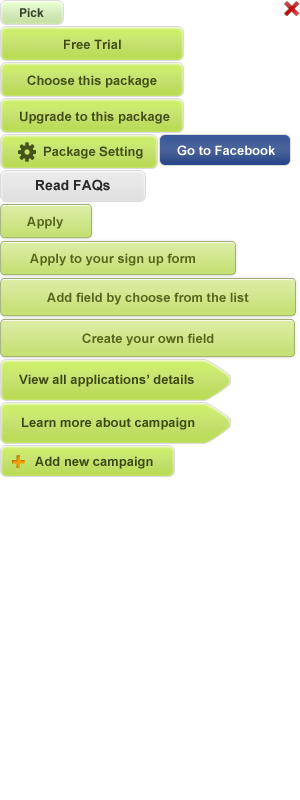 Pick
Free Trial
Choose this package
Upgrade to this package
Package Setting
Go to Facebook
Read FAQs
Apply
Apply to your sign up form
Add field by choose from the list
Create your own field
View all applications’ details
Learn more about campaign
Add new campaign